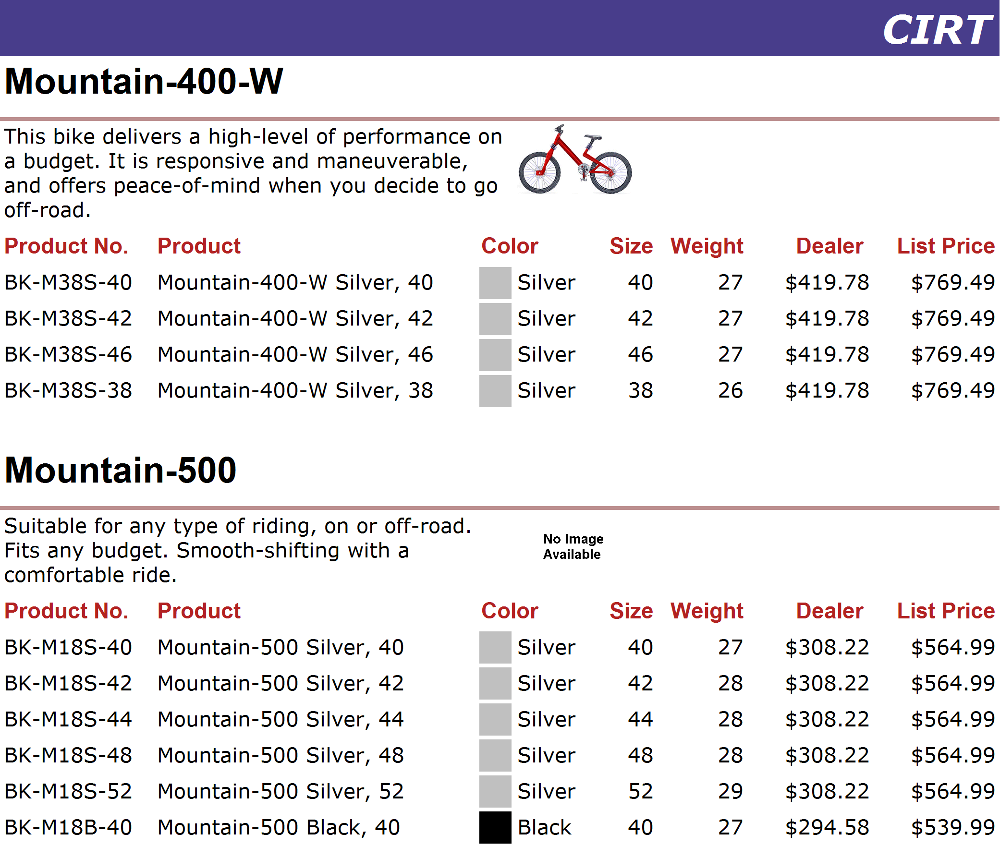 CIRT
Mountain-400-W
This bike delivers a high-level of performance on
a budget. It is responsive and maneuverable,
and offers peace-of-mind when you decide to go
off-road.
Product No. Product Color Size Weight Dealer List Price
BK-M38S-40 Mountain-400-W Silver, 40 Silver 40 27 $419.78 $769.49
BK-M38S-42 Mountain-400-W Silver, 42 Silver 42 27 $419.78 $769.49
BK-M38S-46 Mountain-400-W Silver, 46 Silver 46 27 $419.78 $769.49
BK-M38S-38 Mountain-400-W Silver, 38 Silver 38 26 $419.78 $769.49
Mountain-500
Suitable for any type of riding, on or off-road.
Fits any budget. Smooth-shifting with a
comfortable ride.
No Image
Available
Product No. Product Color Size Weight Dealer List Price
BK-M18S-40 Mountain-500 Silver, 40 Silver 40 27 $308.22 $564.99
BK-M18S-42 Mountain-500 Silver, 42 Silver 42 28 $308.22 $564.99
BK-M18S-44 Mountain-500 Silver, 44 Silver 44 28 $308.22 $564.99
BK-M18S-48 Mountain-500 Silver, 48 Silver 48 28 $308.22 $564.99
BK-M18S-52 Mountain-500 Silver, 52 Silver 52 29 $308.22 $564.99
BK-M18B-40 Mountain-500 Black, 40 Black 40 27 $294.58 $539.99